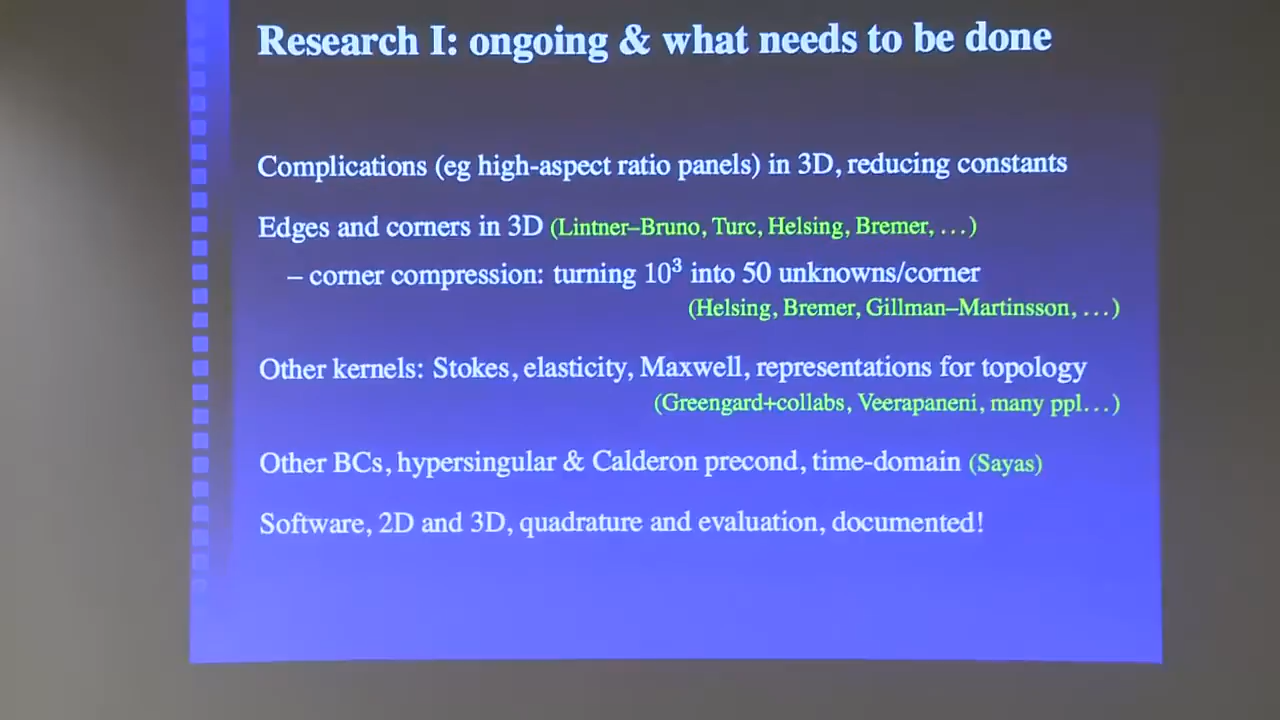 Research I: ongoing & what needs to be done
Complications (eg high-aspect ratio panels) in 3D, reducing constants
Edges and corners in 3D (Lintner–Bruno, Turc, Helsing, Bremer, ...)
– corner compression: turning 10³ into 50 unknowns/corner
(Helsing, Bremer, Gillman–Martinsson, ...)
Other kernels: Stokes, elasticity, Maxwell, representations for topology
(Greengard+collabs, Veerapaneni, many ppl...)
Other BCs, hypersingular & Calderon precond, time-domain (Sayas)
Software, 2D and 3D, quadrature and evaluation, documented!